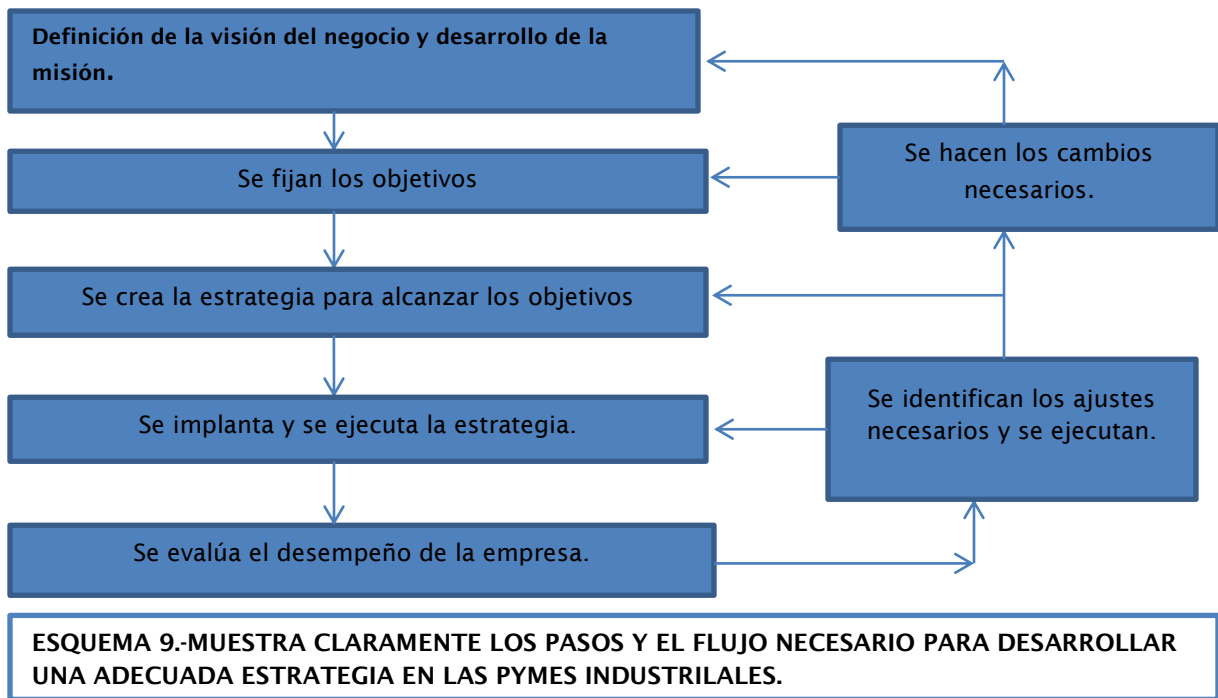 Definición de la visión del negocio y desarrollo de la
misión.
Se fijan los objetivos
Se hacen los cambios
necesarios.
Se crea la estrategia para alcanzar los objetivos
Se implanta y se ejecuta la estrategia.
Se identifican los ajustes
necesarios y se ejecutan.
Se evalúa el desempeño de la empresa.
ESQUEMA 9.-MUESTRA CLARAMENTE LOS PASOS Y EL FLUJO NECESARIO PARA DESARROLLAR
UNA ADECUADA ESTRATEGIA EN LAS PYMES INDUSTRILALES.